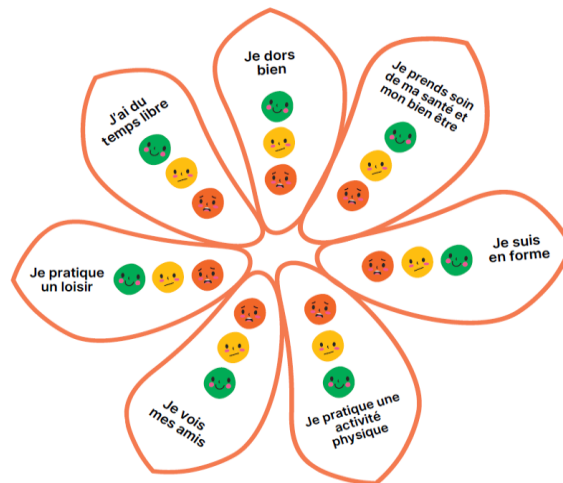 Je dors
bien
Je prends soin
de ma santé et
mon bien être
Je suis
en forme
Je pratique une
activité
physique
Je vois
mes amis
Je pratique
un loisir
J'ai du
temps libre